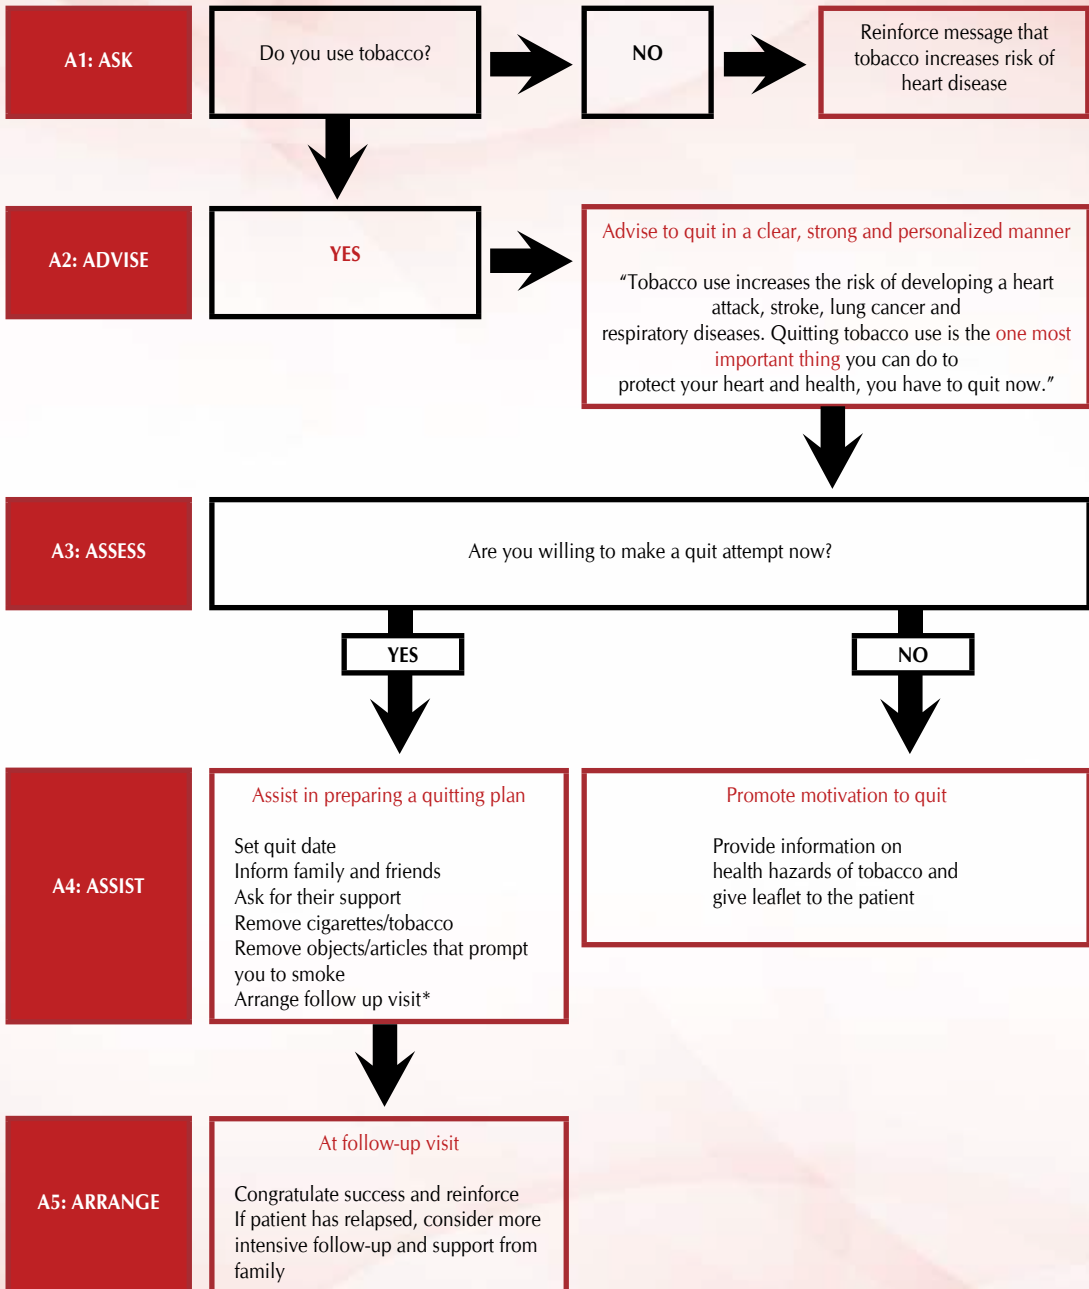 A1: ASK
Do you use tobacco?
NO
Reinforce message that
tobacco increases risk of
heart disease
A2: ADVISE
YES
Advise to quit in a clear, strong and personalized manner
“Tobacco use increases the risk of developing a heart
attack, stroke, lung cancer and
respiratory diseases. Quitting tobacco use is the one most
important thing you can do to
protect your heart and health, you have to quit now.”
A3: ASSESS
Are you willing to make a quit attempt now?
YES
NO
A4: ASSIST
Assist in preparing a quitting plan
Set quit date
Inform family and friends
Ask for their support
Remove cigarettes/tobacco
Remove objects/articles that prompt
you to smoke
Arrange follow up visit*
Promote motivation to quit
Provide information on
health hazards of tobacco and
give leaflet to the patient
A5: ARRANGE
At follow-up visit
Congratulate success and reinforce
If patient has relapsed, consider more
intensive follow-up and support from
family